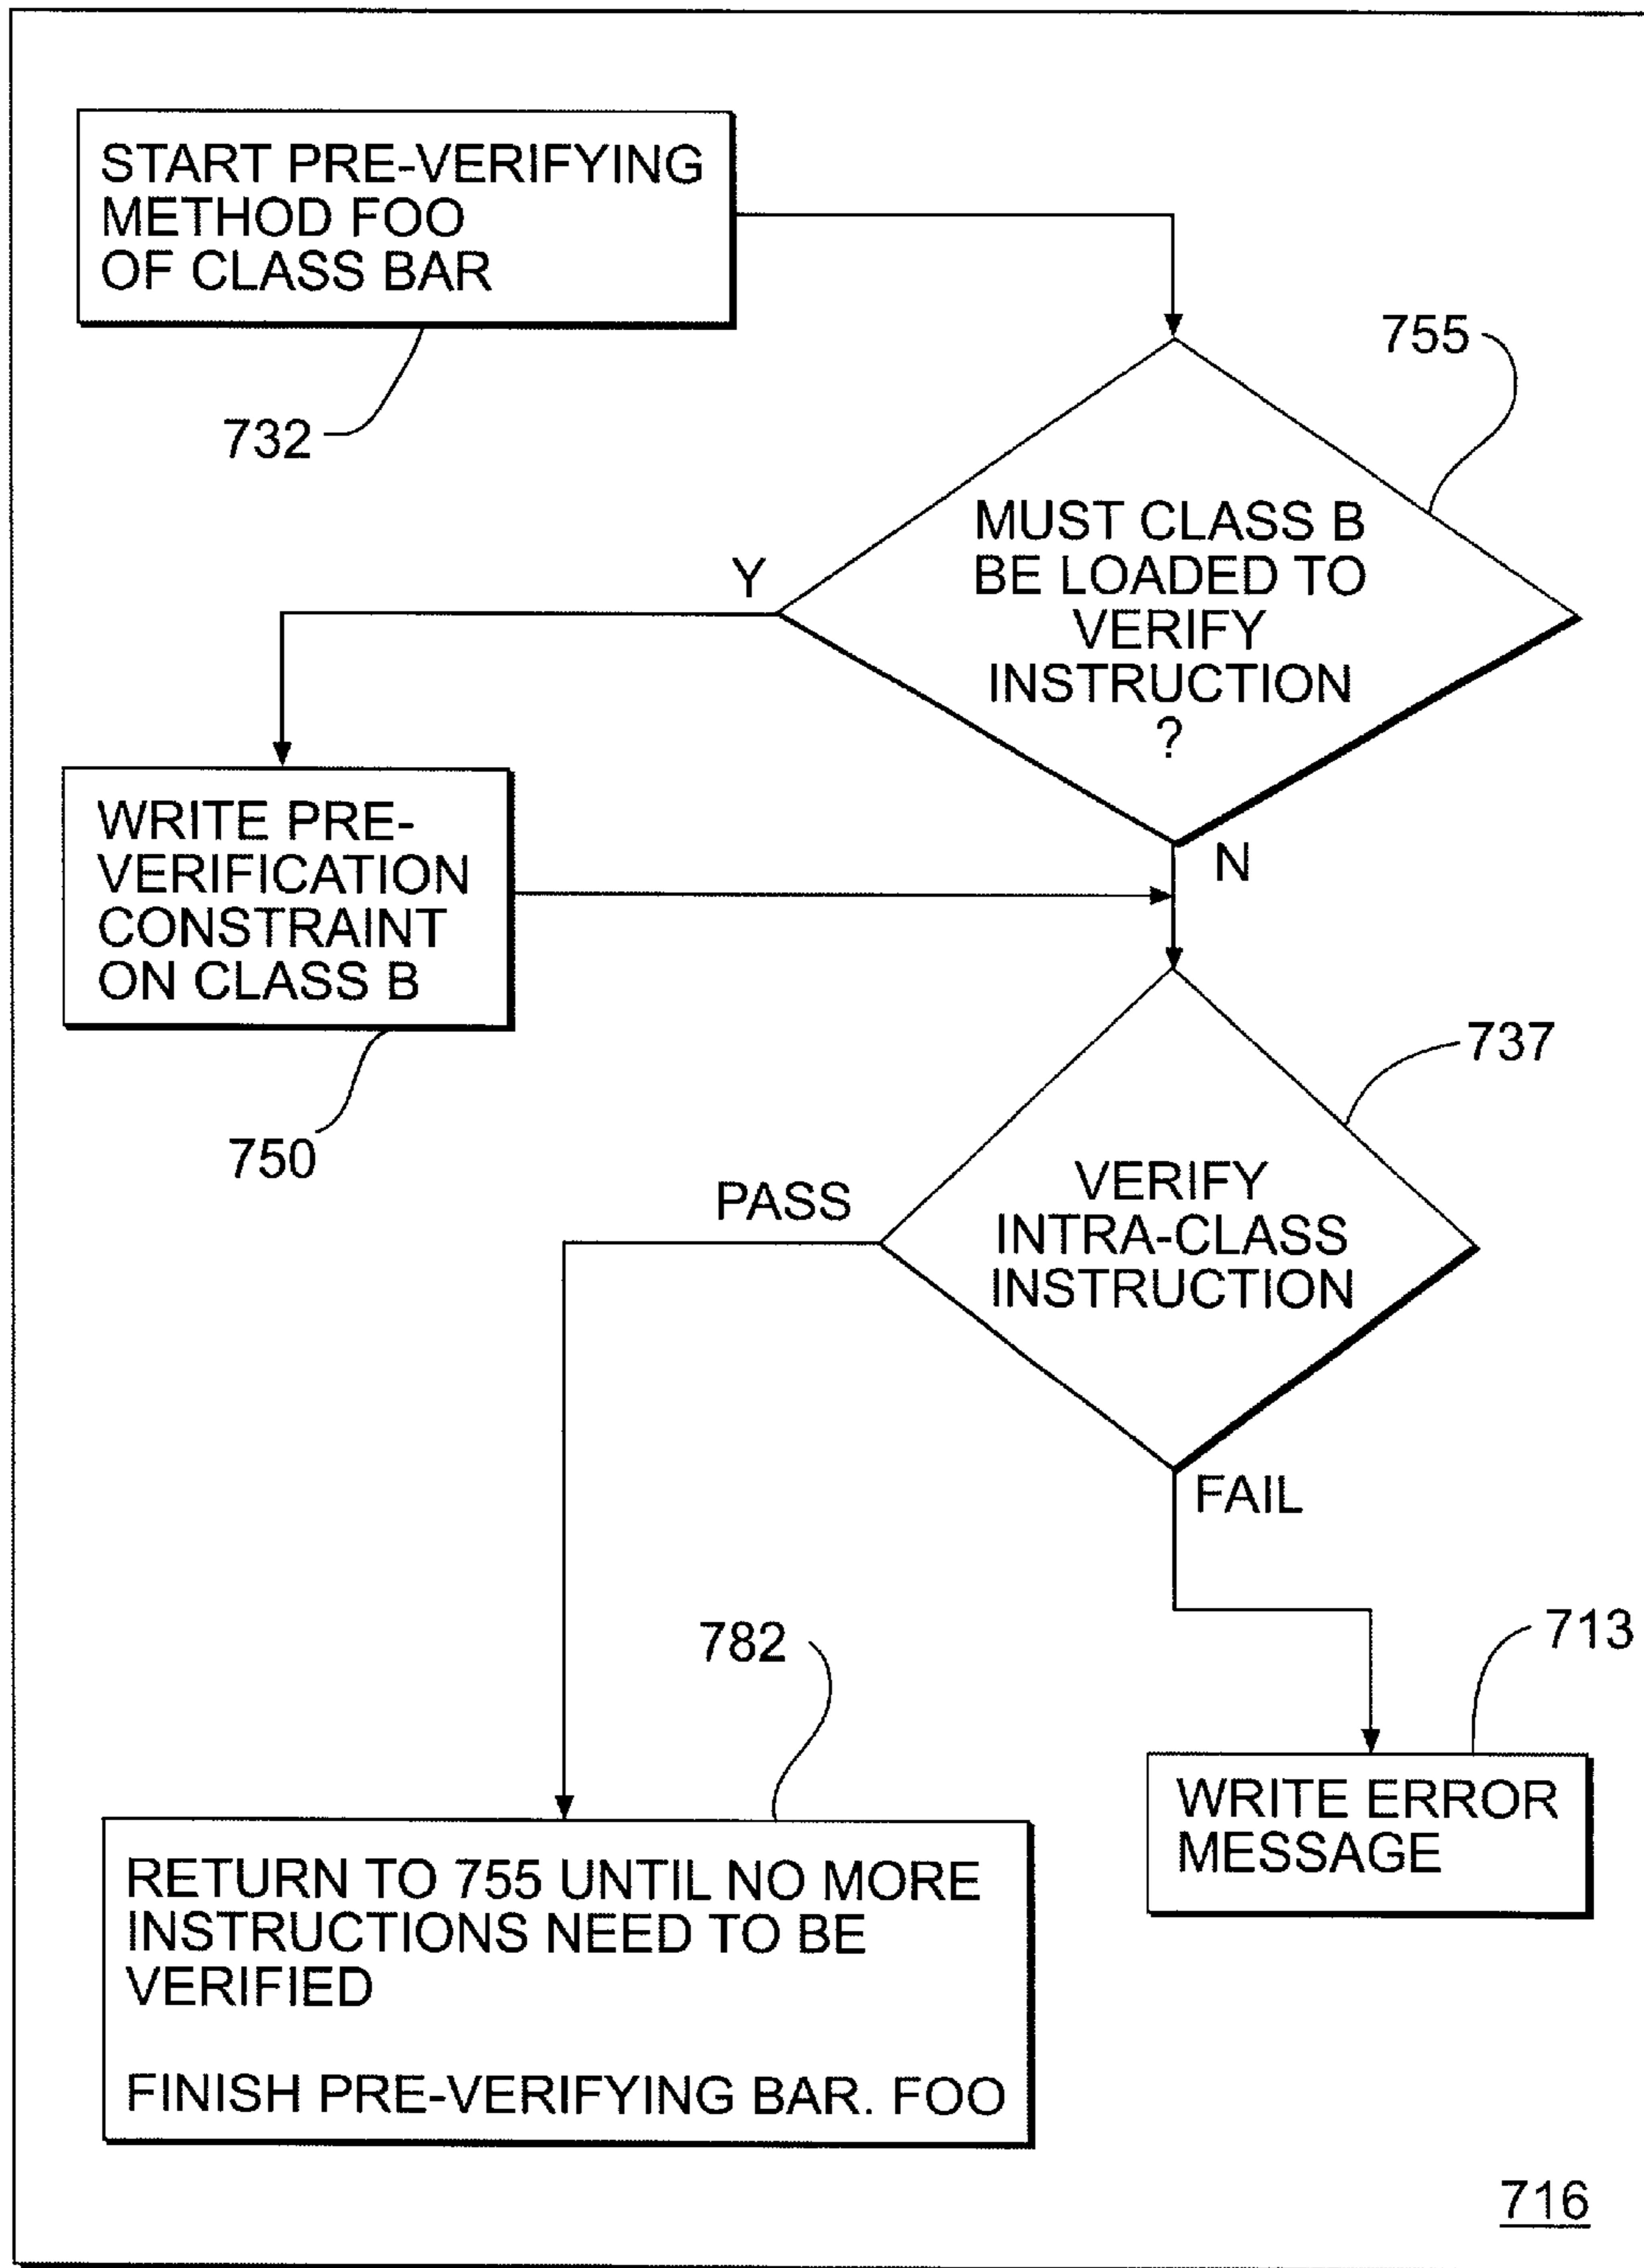 START PRE-VERIFYING
METHOD FOO
OF CLASS BAR
732
755
MUST CLASS B
BE LOADED TO
VERIFY
INSTRUCTION
?
Y
N
WRITE PRE-
VERIFICATION
CONSTRAINT
ON CLASS B
750
737
VERIFY
INTRA-CLASS
INSTRUCTION
PASS
FAIL
782
713
WRITE ERROR
MESSAGE
RETURN TO 755 UNTIL NO MORE
INSTRUCTIONS NEED TO BE
VERIFIED
FINISH PRE-VERIFYING BAR. FOO
716